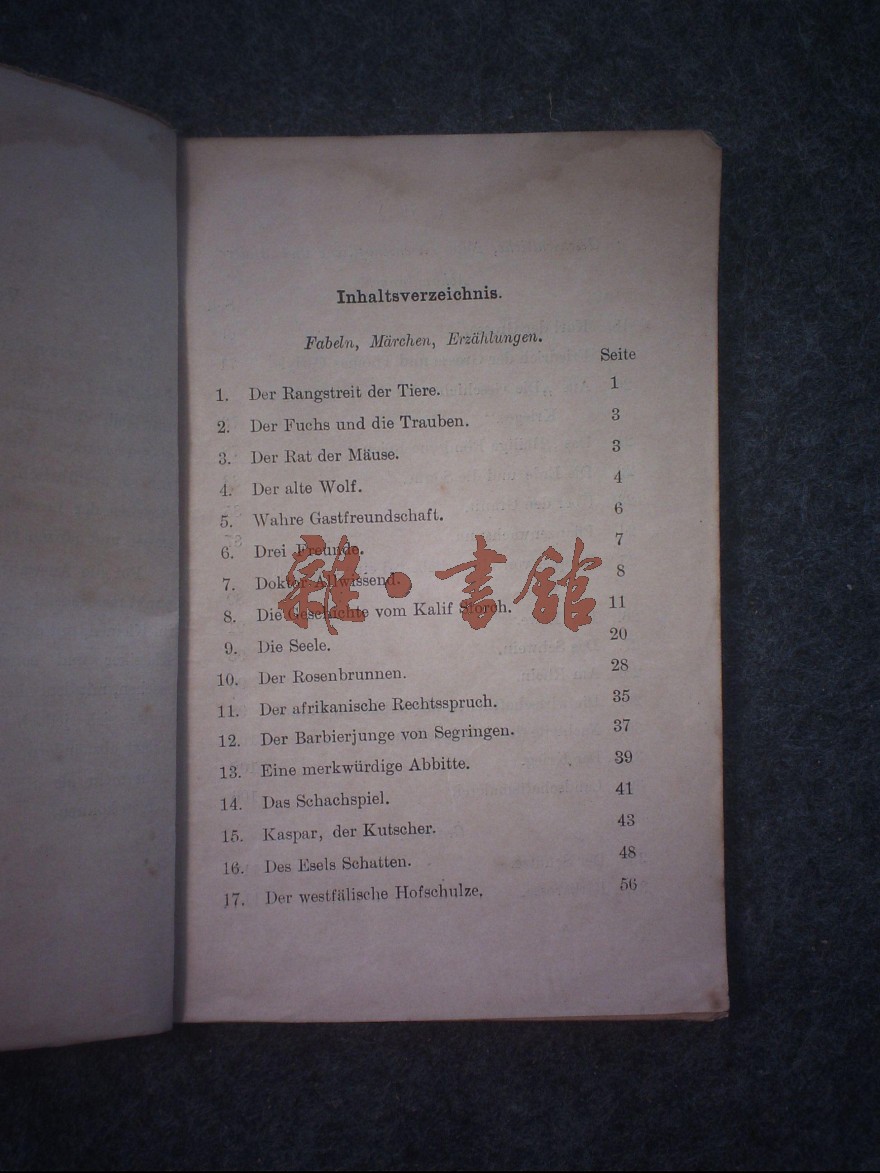 Inhaltsverzeichnis.
Fabeln, Märchen, Erzählungen.
Seite
1. Der Rangstreit der Tiere. 1
2. Der Fuchs und die Trauben. 3
3. Der Rat der Mäuse. 3
4. Der alte Wolf. 4
5. Wahre Gastfreundschaft. 6
6. Drei Freunde. 7
7. Doktor Allwissend. 8
8. Die Geschichte vom Kalif Storch. 11
9. Die Seele. 20
10. Der Rosenbrunnen. 28
11. Der afrikanische Rechtsspruch. 35
12. Der Barbierjunge von Segringen. 37
13. Eine merkwürdige Abbitte. 39
14. Das Schachspiel. 41
15. Kaspar, der Kutscher. 43
16. Des Esels Schatten. 48
17. Der westfälische Hofschulze. 56
雜·書館